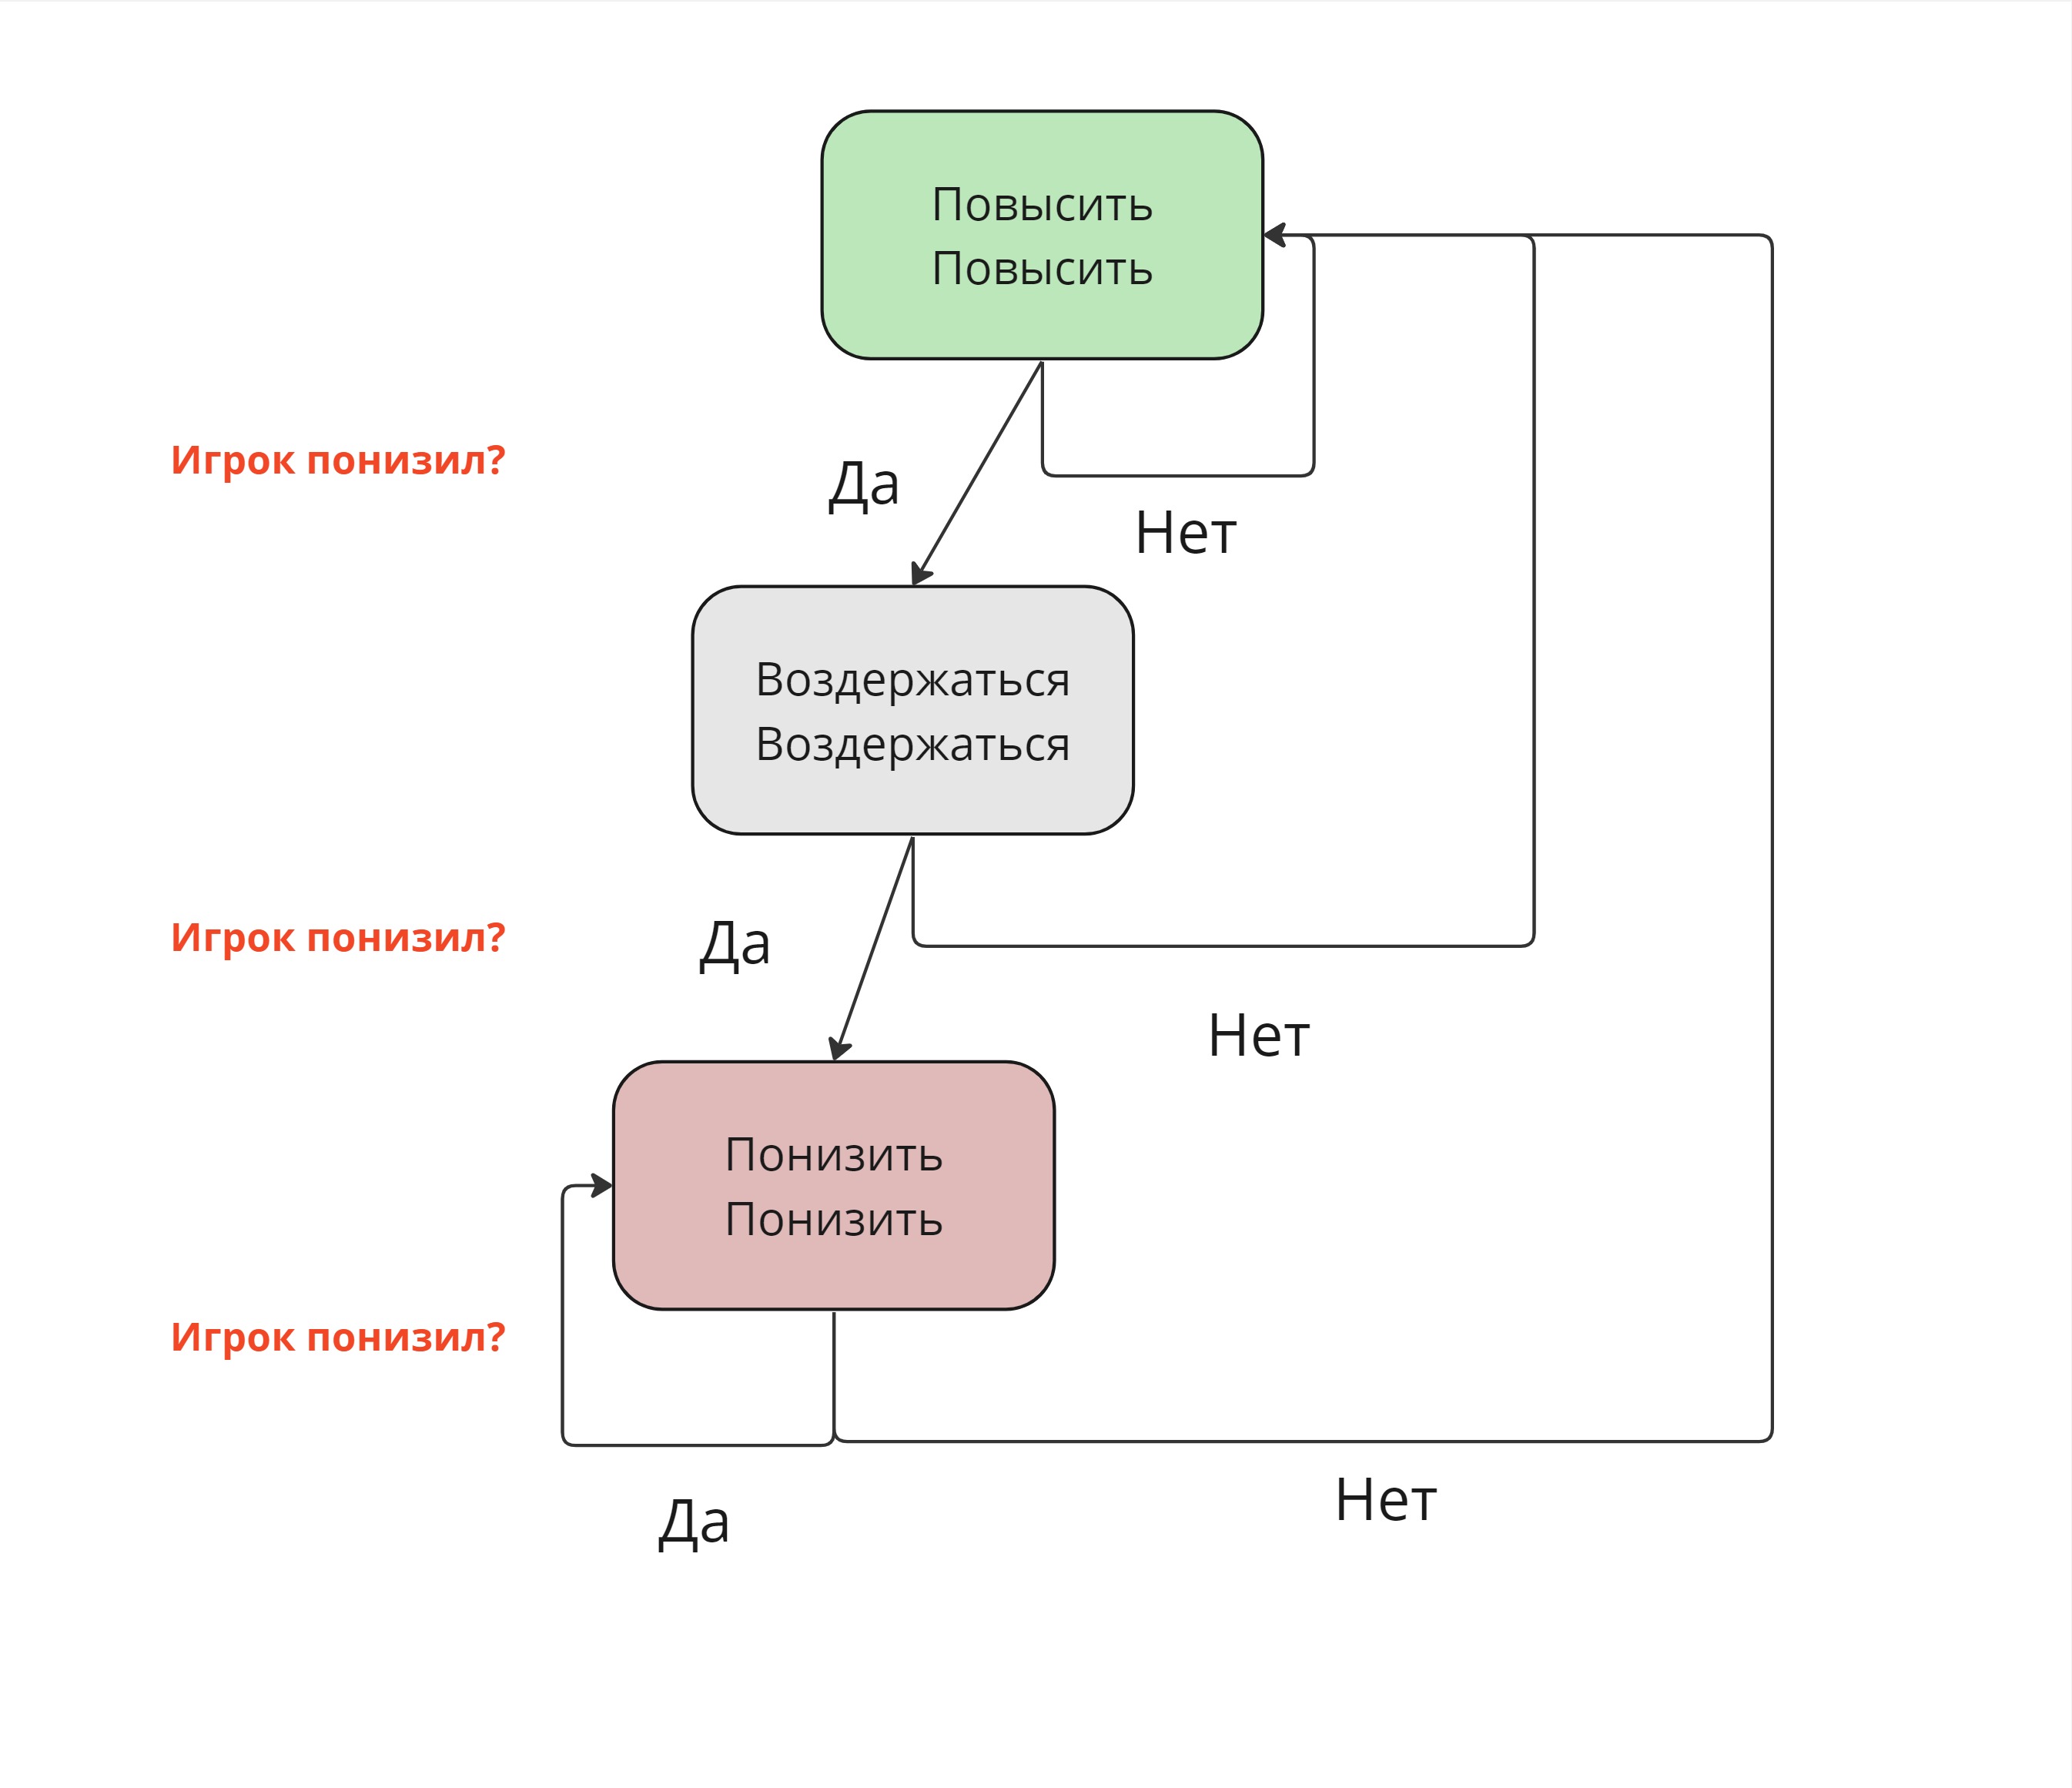 Повысить
Повысить
Игрок понизил?
Да
Нет
Воздержаться
Воздержаться
Игрок понизил?
Да
Нет
Понизить
Понизить
Игрок понизил?
Да
Нет